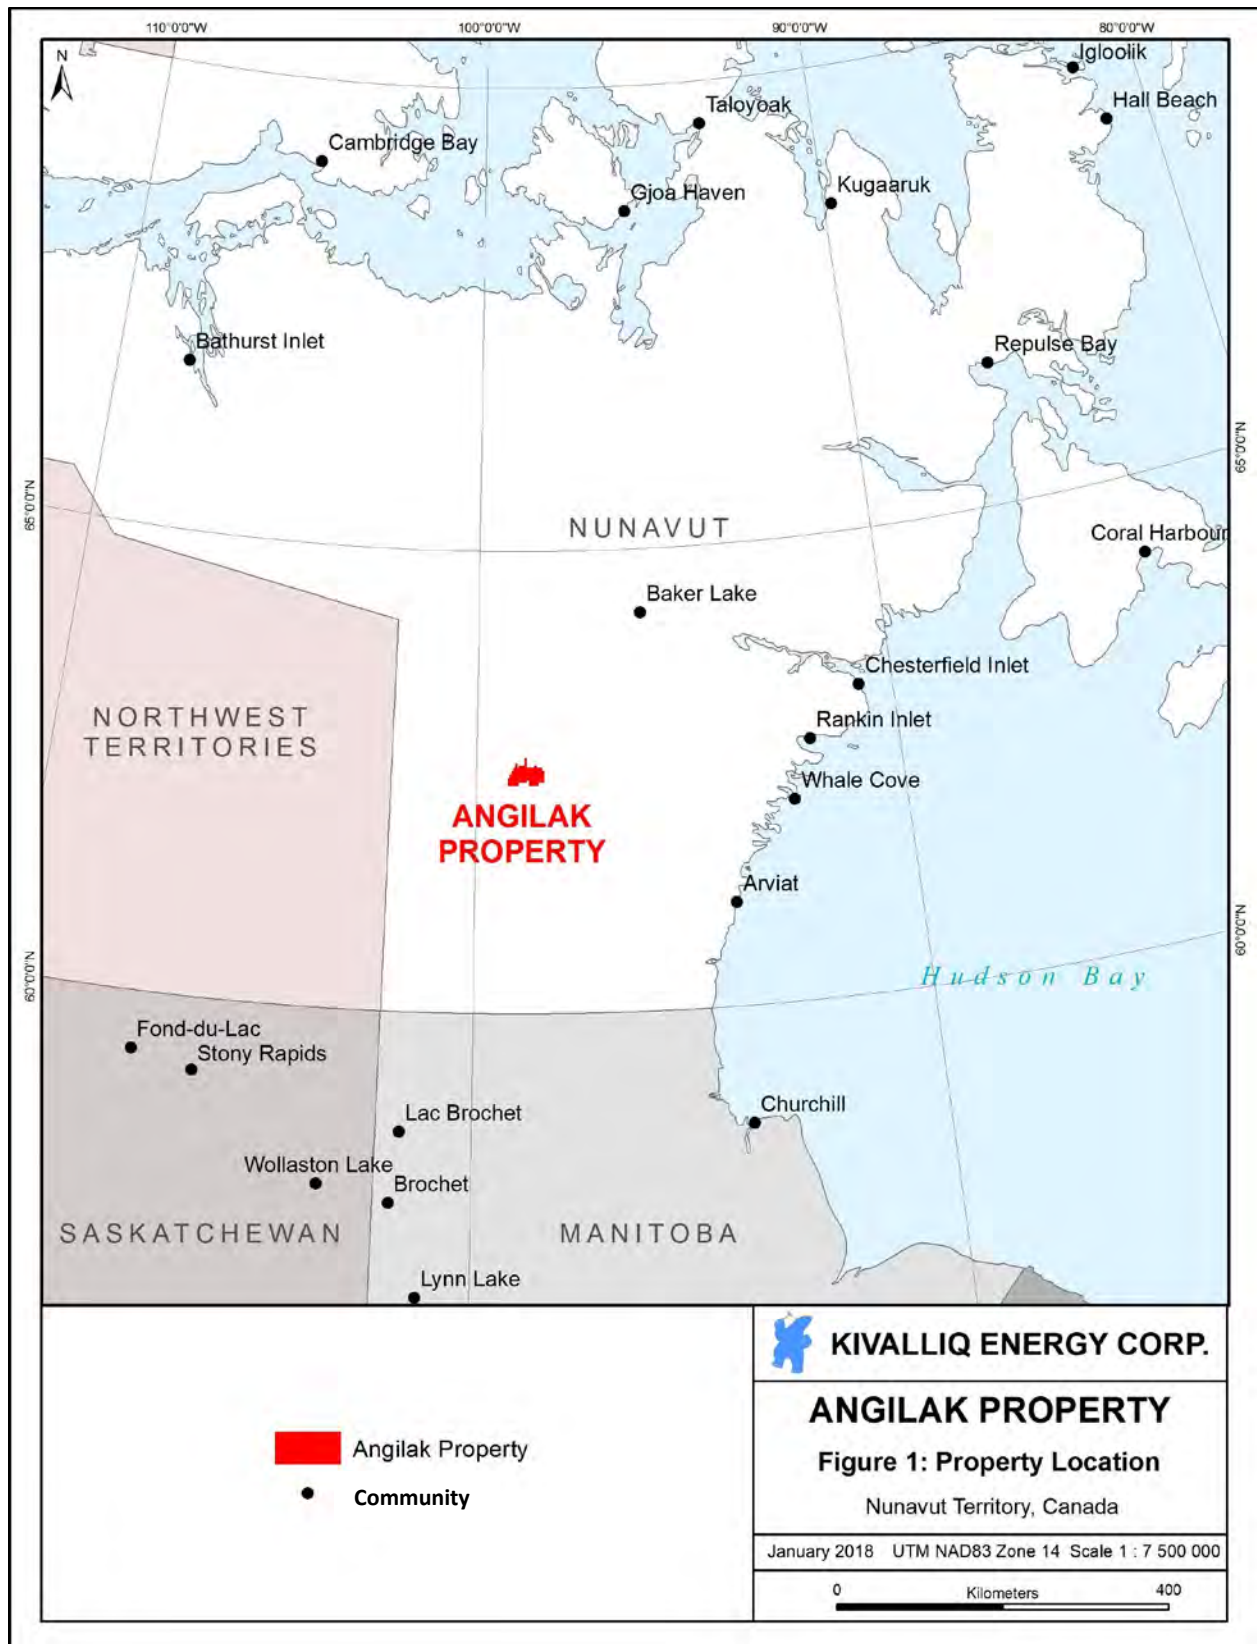 110°0'0"W
100°0'0"W
90°0'0"W
80°0'0"W
N
Igloolik
Taloyoak
Hall Beach
Cambridge Bay
Gjoa Haven
Kugaaruk
Bathurst Inlet
Repulse Bay
65°0'0"N
65°0'0"N
NUNAVUT
Coral Harbour
Baker Lake
Chesterfield Inlet
NORTHWEST
TERRITORIES
Rankin Inlet
Whale Cove
ANGILAK
PROPERTY
Arviat
60°0'0"N
60°0'0"N
Hudson Bay
Fond-du-Lac
Stony Rapids
Churchill
Lac Brochet
Wollaston Lake
Brochet
SASKATCHEWAN
MANITOBA
Lynn Lake
KIVALLIQ ENERGY CORP.
ANGILAK PROPERTY
Figure 1: Property Location
Nunavut Territory, Canada
January 2018 UTM NAD83 Zone 14 Scale 1 : 7 500 000
0 Kilometers 400
Angilak Property
Community